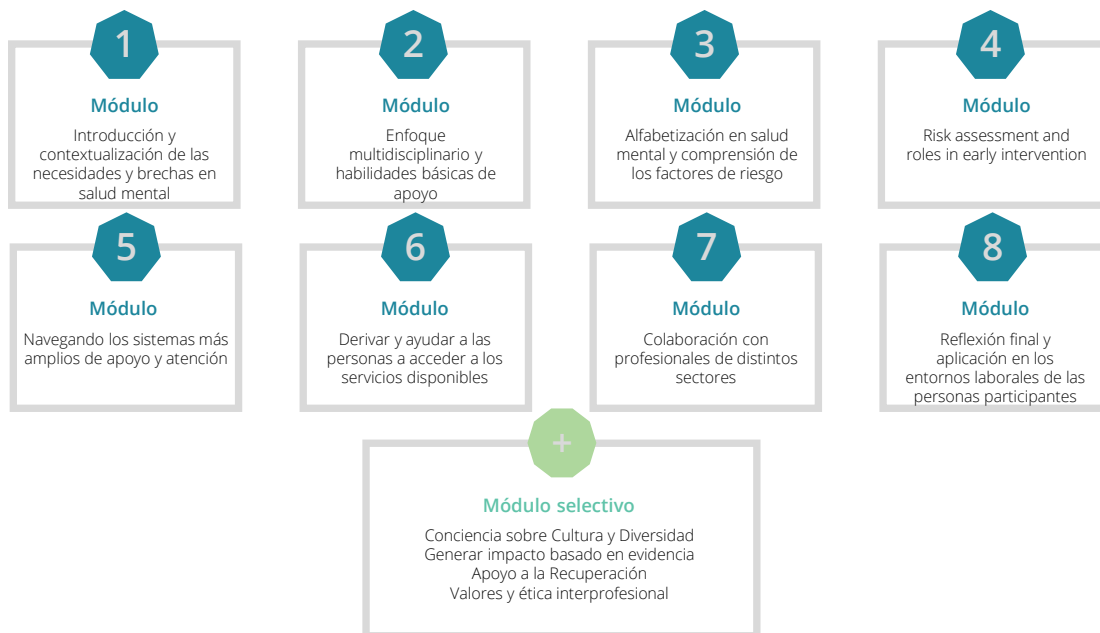 1
Módulo
Introducción y
contextualización de las
necesidades y brechas en
salud mental
2
Módulo
Enfoque
multidisciplinario y
habilidades básicas de
apoyo
3
Módulo
Alfabetización en salud
mental y comprensión de
los factores de riesgo
4
Módulo
Risk assessment and
roles in early intervention
5
Módulo
Navegando los sistemas más
amplios de apoyo y atención
6
Módulo
Derivar y ayudar a las
personas a acceder a los
servicios disponibles
7
Módulo
Colaboración con
profesionales de distintos
sectores
8
Módulo
Reflexión final y
aplicación en los
entornos laborales de las
personas participantes
+
Módulo selectivo
Conciencia sobre Cultura y Diversidad
Generar impacto basado en evidencia
Apoyo a la Recuperación
Valores y ética interprofesional